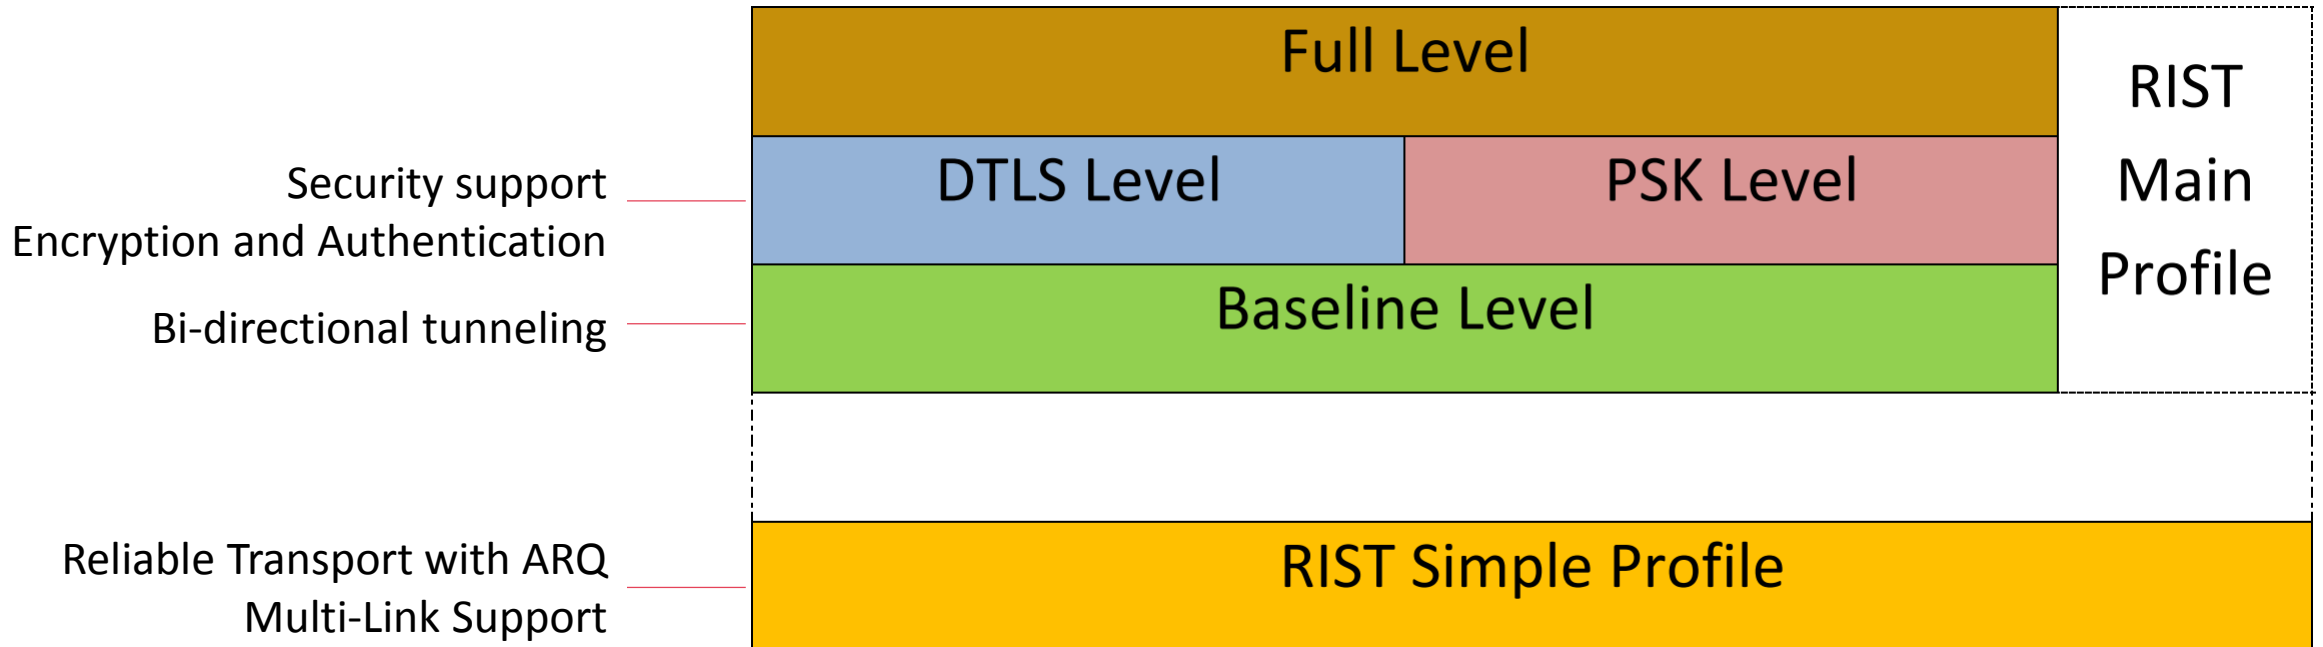 Full Level
RIST
Main
Profile
Security support
Encryption and Authentication
DTLS Level
PSK Level
Bi-directional tunneling
Baseline Level
Reliable Transport with ARQ
Multi-Link Support
RIST Simple Profile